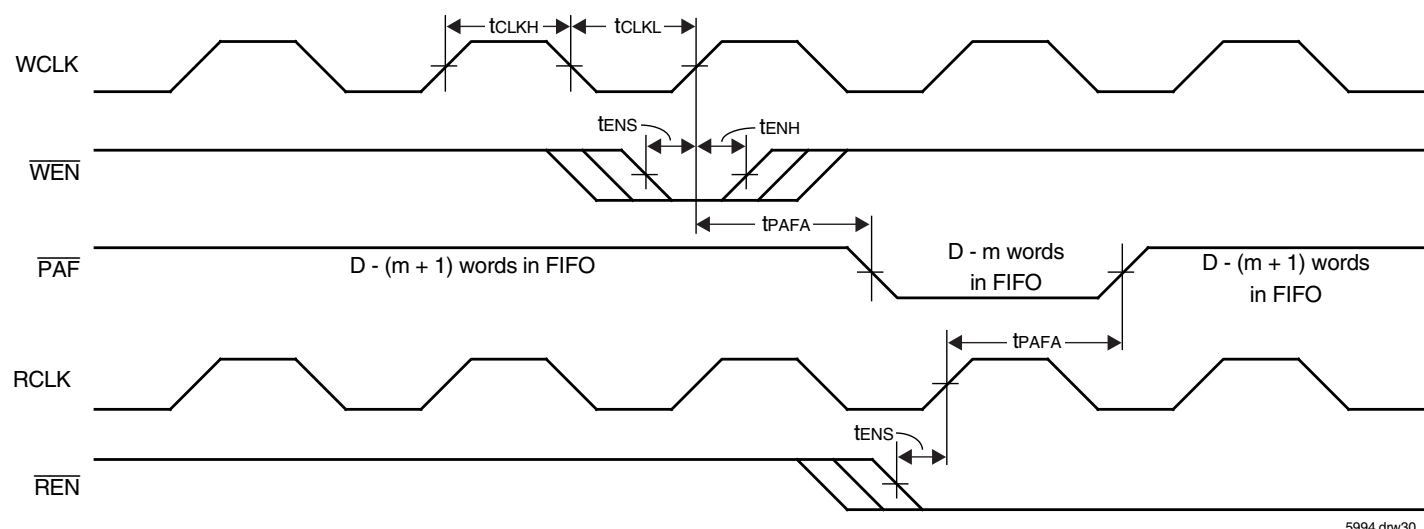 tCLKH
tCLKL
WCLK
tENS
tENH
WEN
tPAFA
PAF
D - (m + 1) words in FIFO
D - m words
in FIFO
D - (m + 1) words
in FIFO
tPAFA
RCLK
tENS
REN
5994 drw30